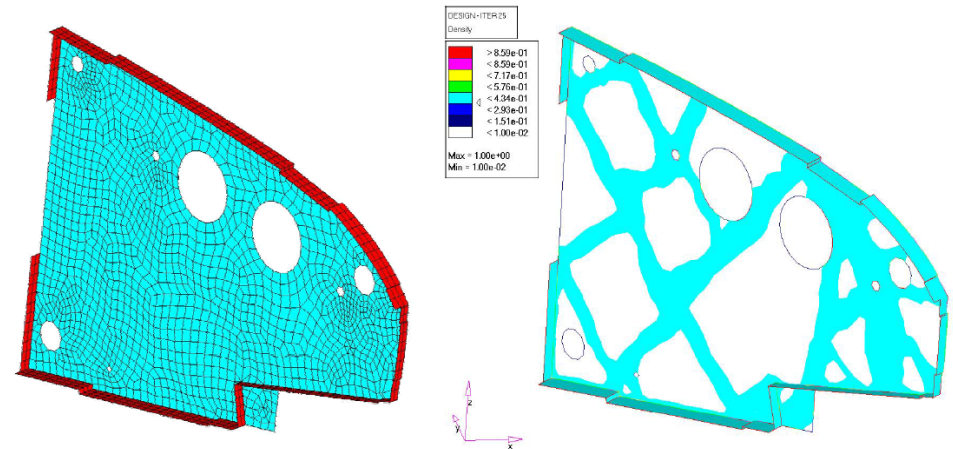 DESIGN-ITER 25
Density
> 8.59e-01
< 8.59e-01
< 7.17e-01
< 5.76e-01
< 4.34e-01
< 2.93e-01
< 1.51e-01
< 1.00e-02
Max = 1.00e+00
Min = 1.00e-02
z
y
x